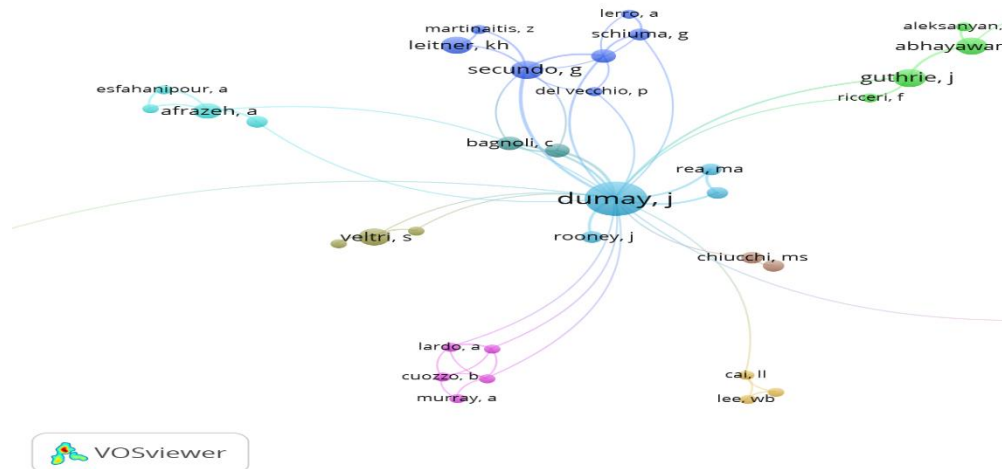 lerro, a
martinaitis, z
aleksanyan,
schiuma, g
leitner, kh
abhayawan
secundo, g
guthrie, j
esfahanipour, a
del vecchio, p
ricceri, f
afrazeh, a
bagnoli, c
rea, ma
dumay, j
veltri, s
rooney, j
chiucchi, ms
lardo, a
cuozzo, b
cai, ll
murray, a
lee, wb
VOSviewer